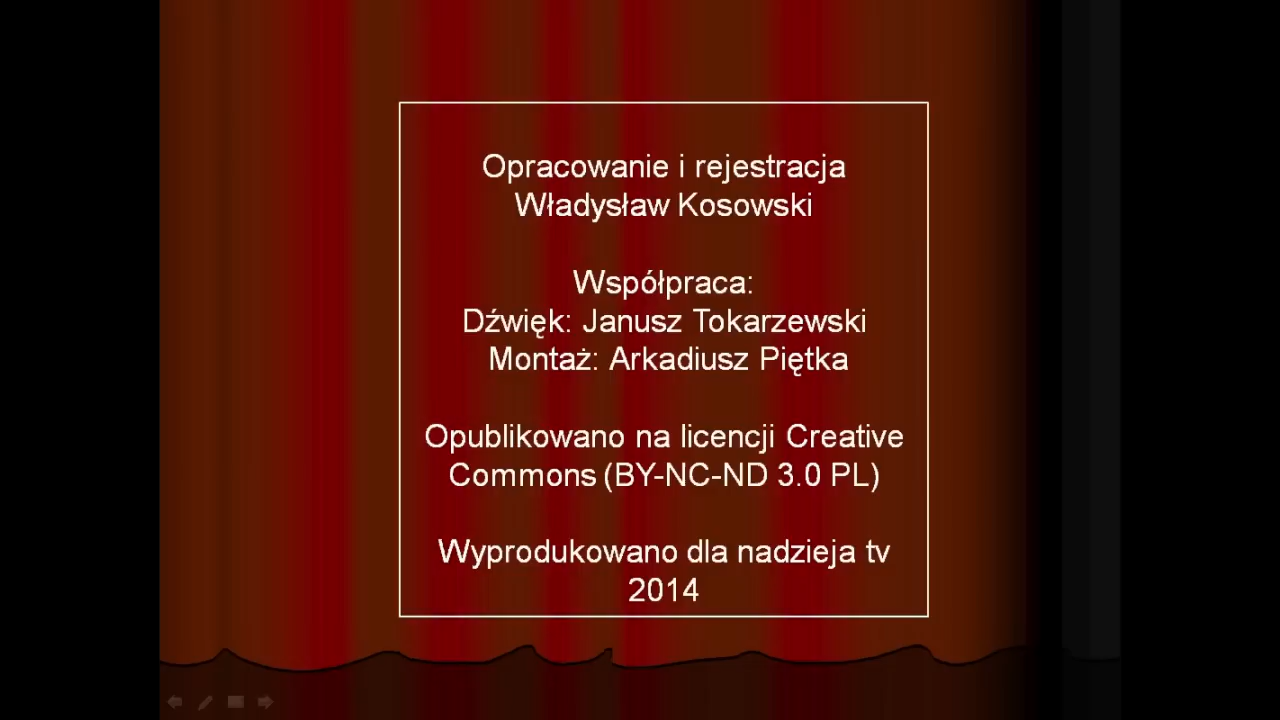 Opracowanie i rejestracja
Władysław Kosowski
Współpraca:
Dźwięk: Janusz Tokarzewski
Montaż: Arkadiusz Piętka
Opublikowano na licencji Creative
Commons (BY-NC-ND 3.0 PL)
Wyprodukowano dla nadzieja tv
2014